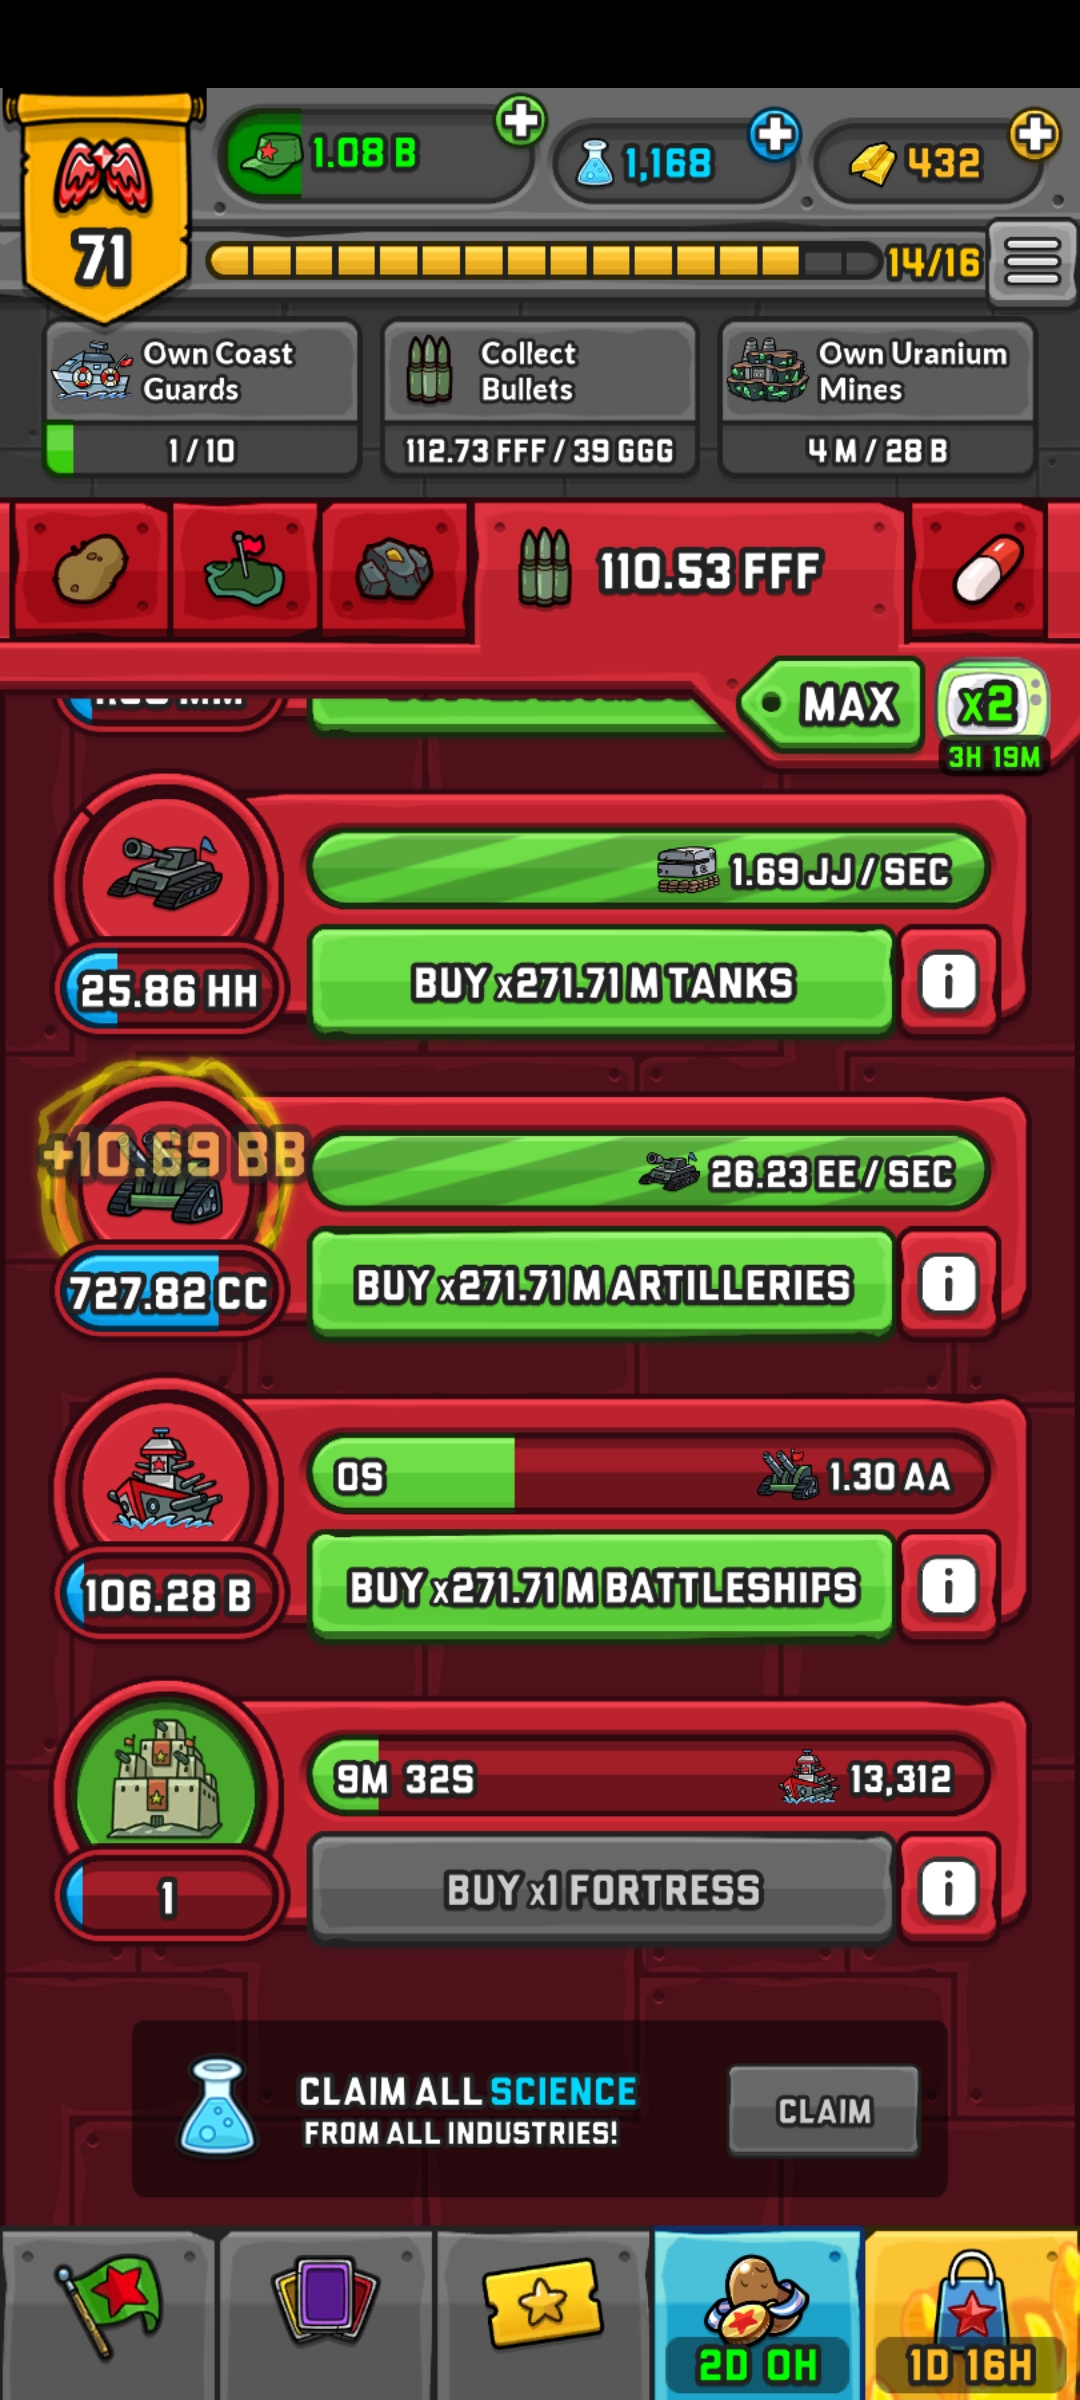 71
1.08 B
1,168
432
14/16
Own Coast
Guards
1/10
Collect
Bullets
112.73 FFF/39 GGG
Own Uranium
Mines
4 M/28 B
110.53 FFF
MAX
x2
3H 19M
1.69 JJ/SEC
25.86 HH
BUY x271.71 M TANKS
i
+10.69 BB
26.23 EE/SEC
727.82 CC
BUY x271.71 M ARTILLERIES
i
0S
1.30 AA
106.28 B
BUY x271.71 M BATTLESHIPS
i
9M 32S
13,312
1
BUY x1 FORTRESS
i
CLAIM ALL SCIENCE
FROM ALL INDUSTRIES!
CLAIM
2D 0H
1D 16H